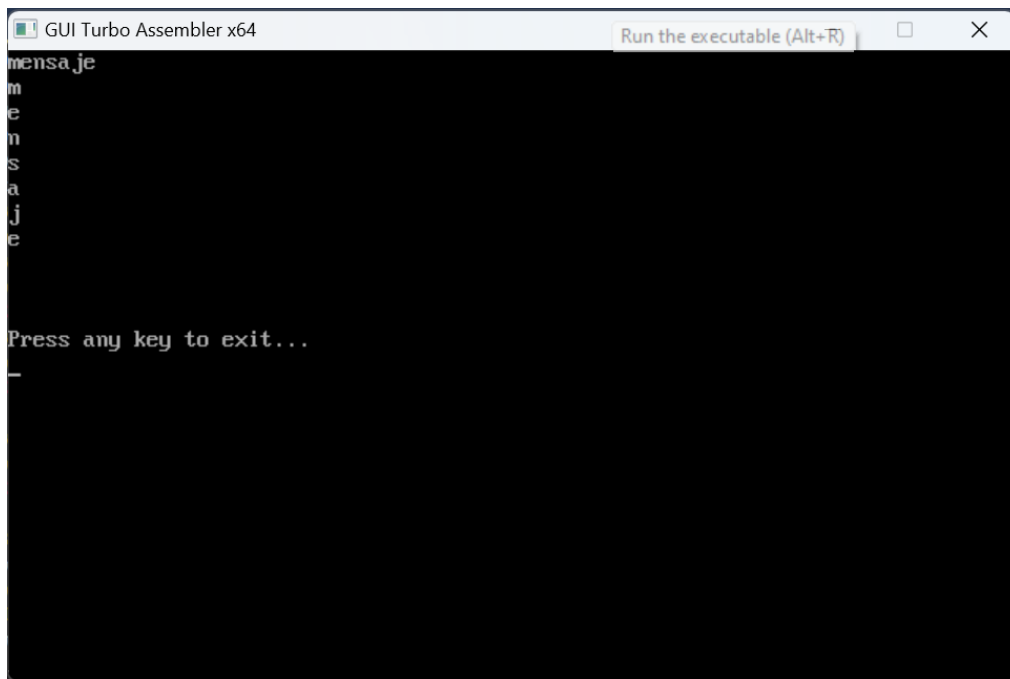 GUI Turbo Assembler x64
Run the executable (Alt+R)
mensaje
m
e
n
s
a
j
e
Press any key to exit...
_